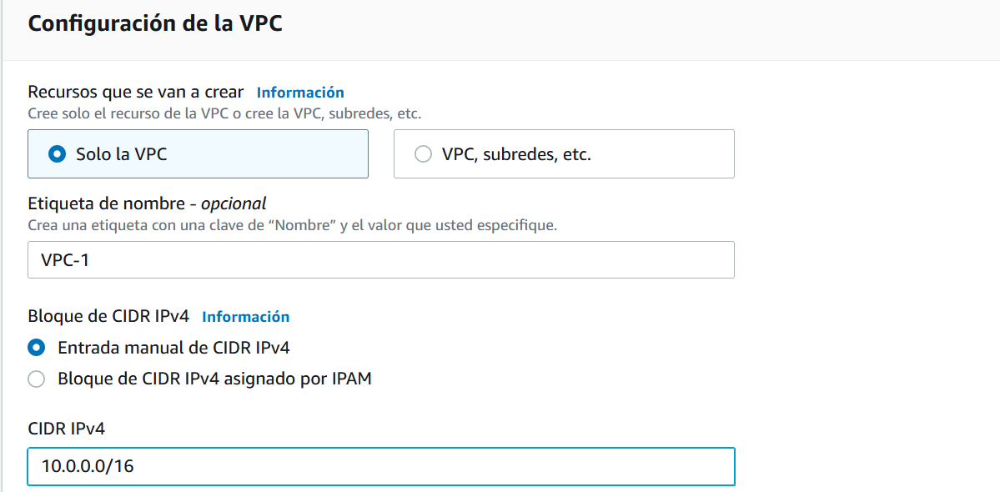 Configuración de la VPC
Recursos que se van a crear Información
Cree solo el recurso de la VPC o cree la VPC, subredes, etc.
Solo la VPC
VPC, subredes, etc.
Etiqueta de nombre - opcional
Crea una etiqueta con una clave de “Nombre” y el valor que usted especifique.
VPC-1
Bloque de CIDR IPv4 Información
Entrada manual de CIDR IPv4
Bloque de CIDR IPv4 asignado por IPAM
CIDR IPv4
10.0.0.0/16